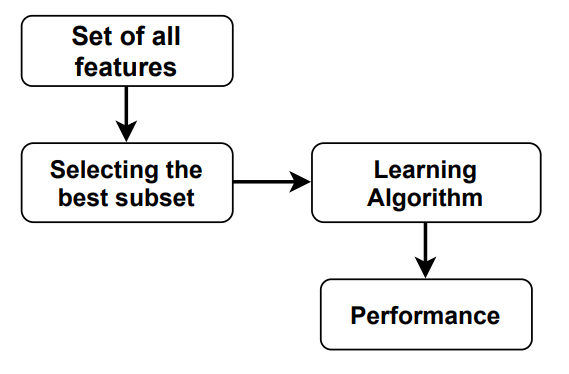 Set of all
features
Selecting the
best subset
Learning
Algorithm
Performance